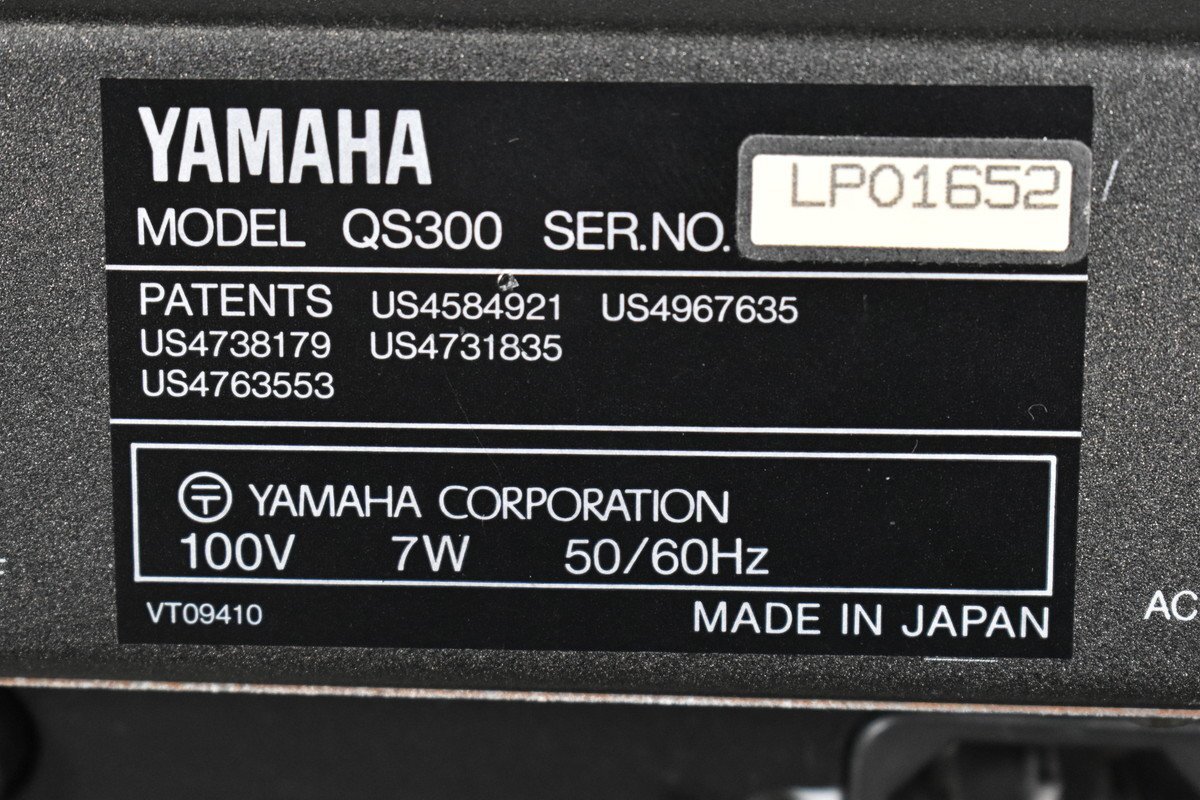 YAMAHA
MODEL QS300 SER.NO. LP01652
PATENTS US4584921 US4967635
US4738179 US4731835
US4763553
YAMAHA CORPORATION
100V 7W 50/60Hz
VT09410 MADE IN JAPAN
AC